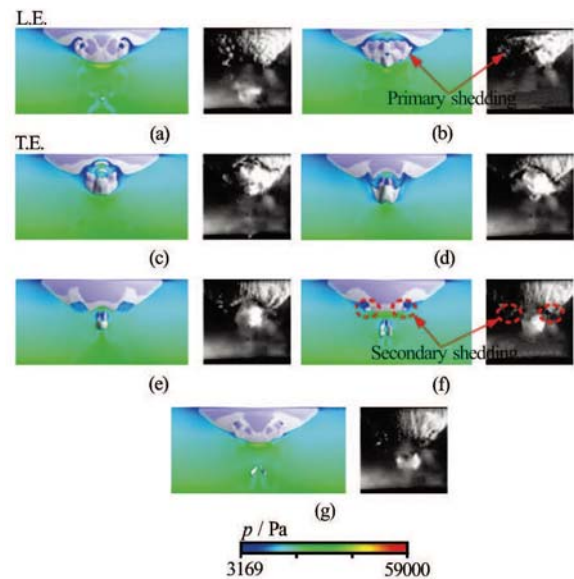 L.E.
Primary shedding
(a) (b)
T.E.
(c) (d)
Secondary shedding
(e) (f)
(g)
p / Pa
3169 59000